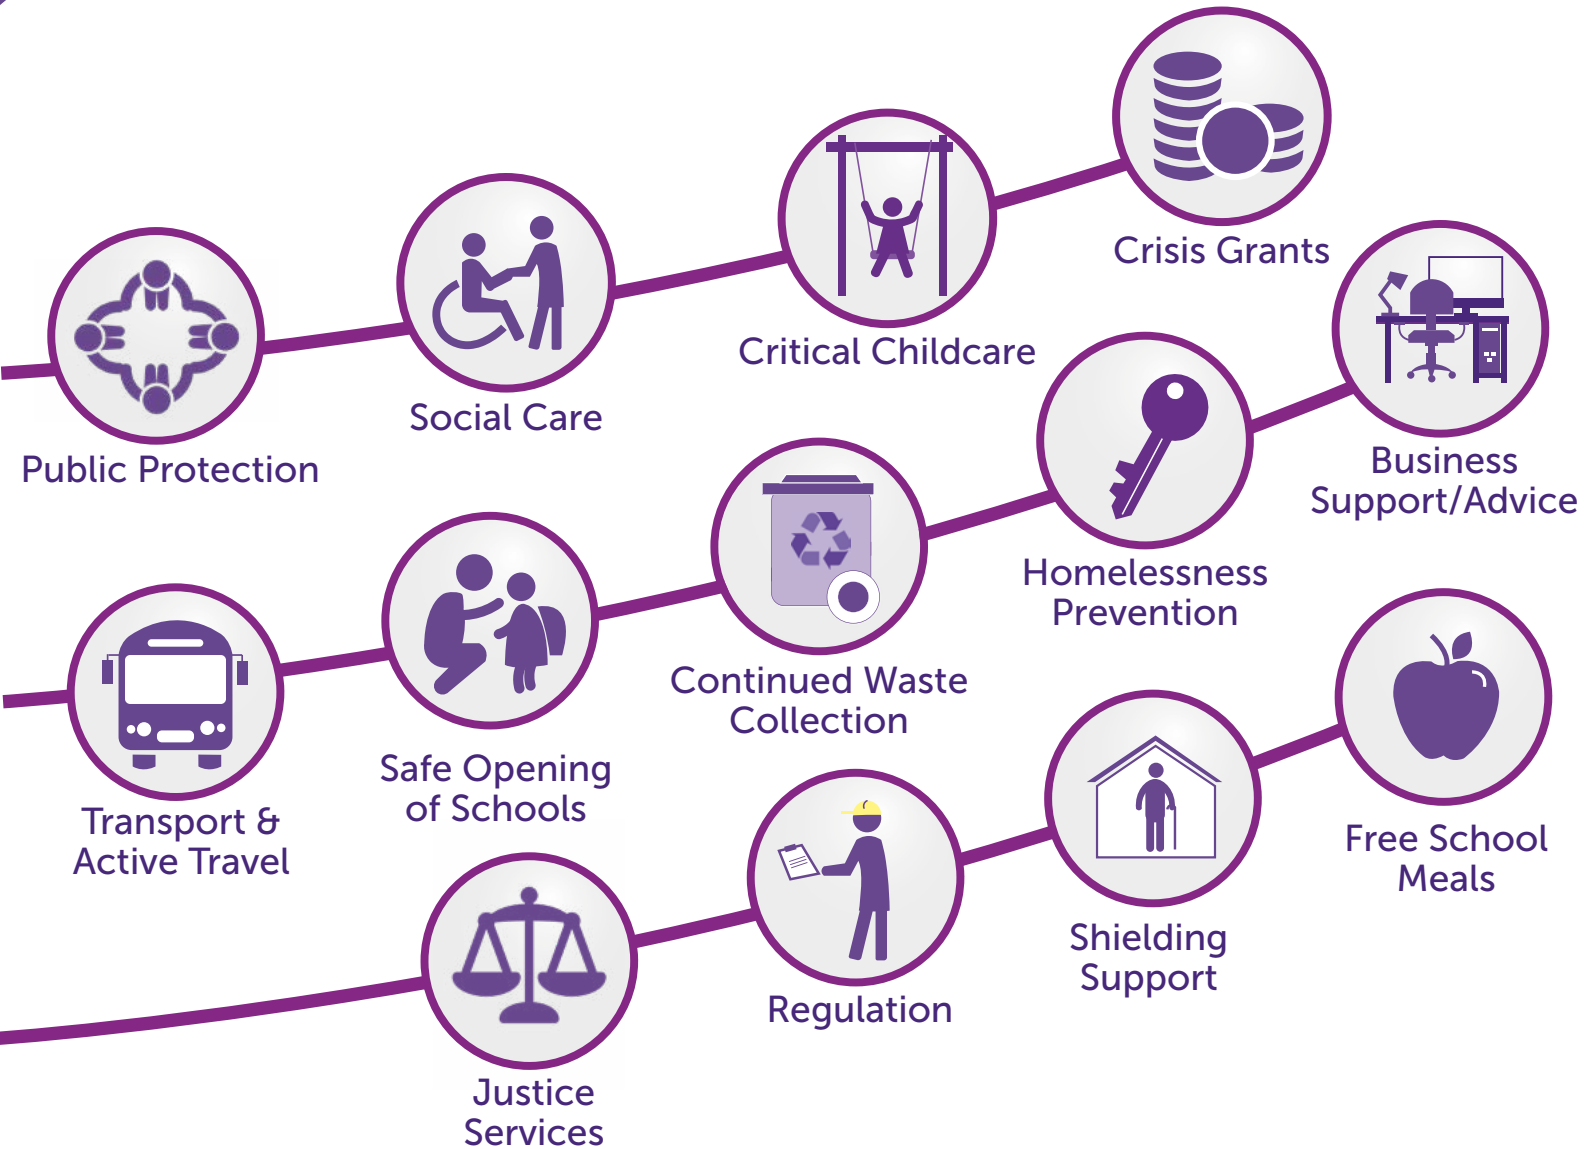 Public Protection
Social Care
Critical Childcare
Crisis Grants
Transport &
Active Travel
Safe Opening
of Schools
Continued Waste
Collection
Homelessness
Prevention
Business
Support/Advice
Justice
Services
Regulation
Shielding
Support
Free School
Meals